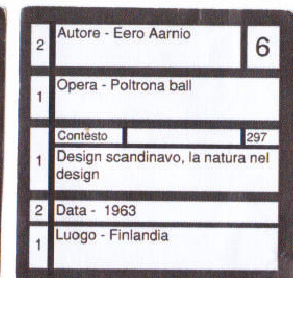 2 Autore - Eero Aarnio 6
1 Opera - Poltrona ball
Contesto 297
1 Design scandinavo, la natura nel
design
2 Data - 1963
1 Luogo - Finlandia